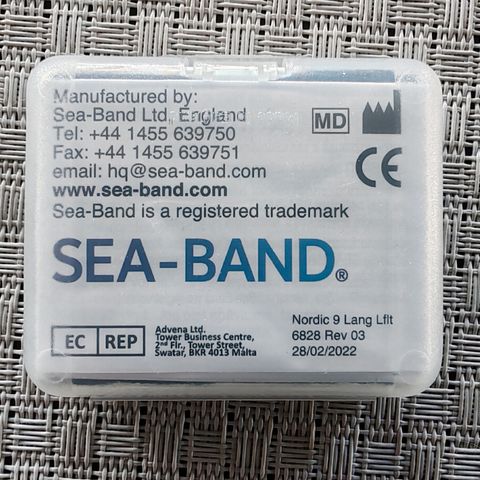 Manufactured by:
Sea-Band Ltd, England
Tel: +44 1455 639750
Fax: +44 1455 639751
email: hq@sea-band.com
www.sea-band.com
Sea-Band is a registered trademark
MD
CE
SEA-BAND®
EC REP
Advena Ltd.
Tower Business Centre,
2nd Flr., Tower Street,
Swatar, BKR 4013 Malta
Nordic 9 Lang Lflt
6828 Rev 03
28/02/2022